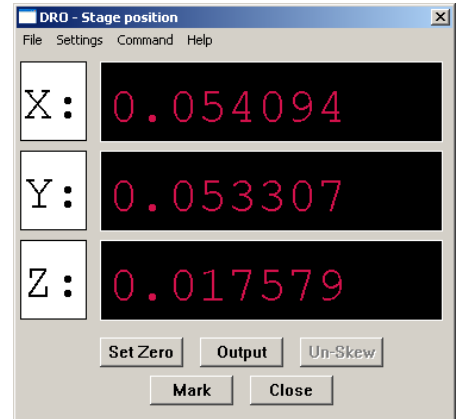 DRO - Stage position
File Settings Command Help
X: 0.054094
Y: 0.053307
Z: 0.017579
Set Zero Output Un-Skew
Mark Close